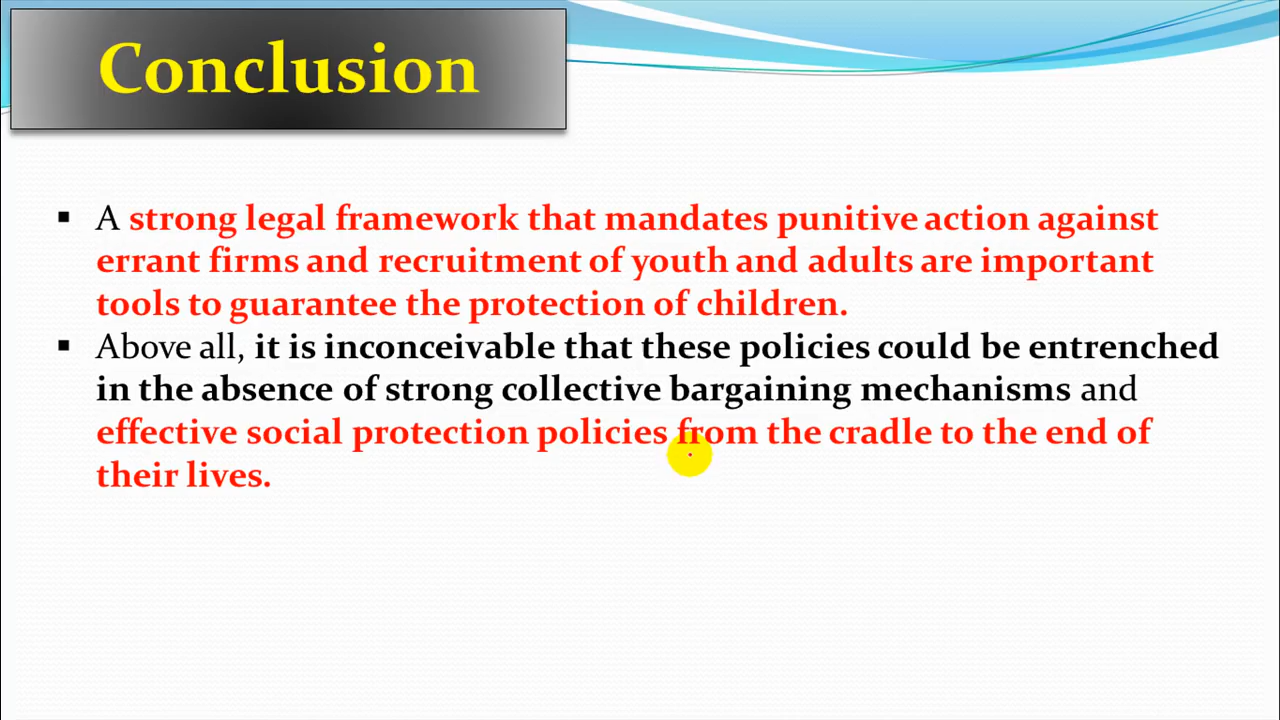 Conclusion
▪ A strong legal framework that mandates punitive action against
errant firms and recruitment of youth and adults are important
tools to guarantee the protection of children.
▪ Above all, it is inconceivable that these policies could be entrenched
in the absence of strong collective bargaining mechanisms and
effective social protection policies from the cradle to the end of
their lives.